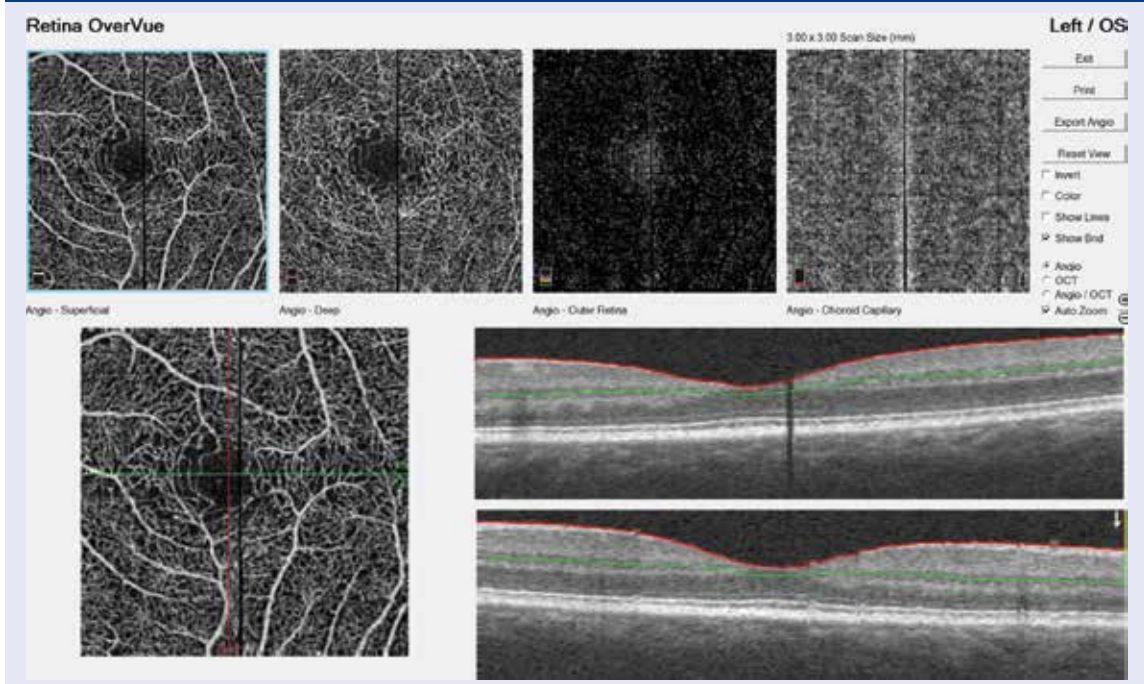 Retina OverVue
Left / OS
3.00 x 3.00 Scan Size (mm)
Exit
Print
Export Angio
Reset View
Invert
Color
Show Lines
Show Bnd
Angio
OCT
Angio / OCT
Auto Zoom
Angio - Superficial
Angio - Deep
Angio - Outer Retina
Angio - Choroid Capillary